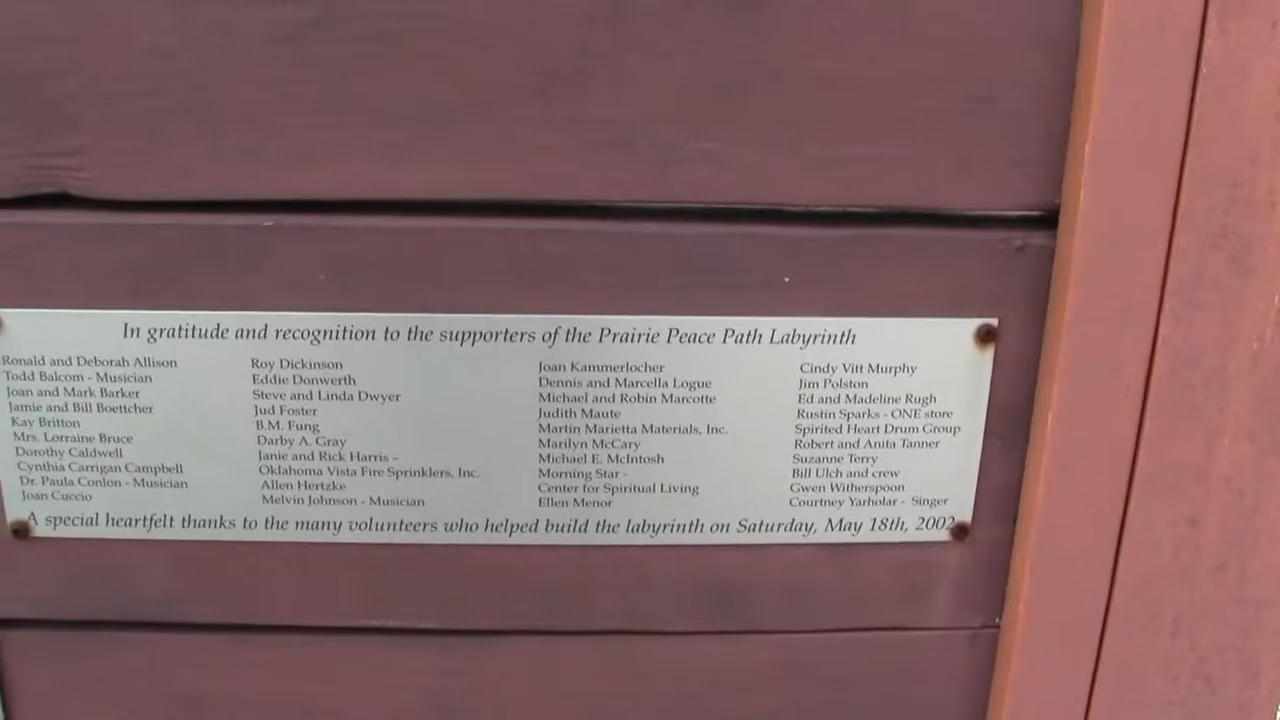 In gratitude and recognition to the supporters of the Prairie Peace Path Labyrinth
Ronald and Deborah Allison
Todd Balcom - Musician
Joan and Mark Barker
Jamie and Bill Boettcher
Kay Britton
Mrs. Lorraine Bruce
Dorothy Caldwell
Cynthia Carrigan Campbell
Dr. Paula Conlon - Musician
Joan Cuccio
Roy Dickinson
Eddie Donwerth
Steve and Linda Dwyer
Jud Foster
B.M. Fung
Darby A. Gray
Janie and Rick Harris -
Oklahoma Vista Fire Sprinklers, Inc.
Allen Hertzke
Melvin Johnson - Musician
Joan Kammerlocher
Dennis and Marcella Logue
Michael and Robin Marcotte
Judith Maute
Martin Marietta Materials, Inc.
Marilyn McCary
Michael E. McIntosh
Morning Star -
Center for Spiritual Living
Ellen Menor
Cindy Vitt Murphy
Jim Polston
Ed and Madeline Rugh
Rustin Sparks - ONE store
Spirited Heart Drum Group
Robert and Anita Tanner
Suzanne Terry
Bill Ulch and crew
Gwen Witherspoon
Courtney Yarholar - Singer
A special heartfelt thanks to the many volunteers who helped build the labyrinth on Saturday, May 18th, 2002